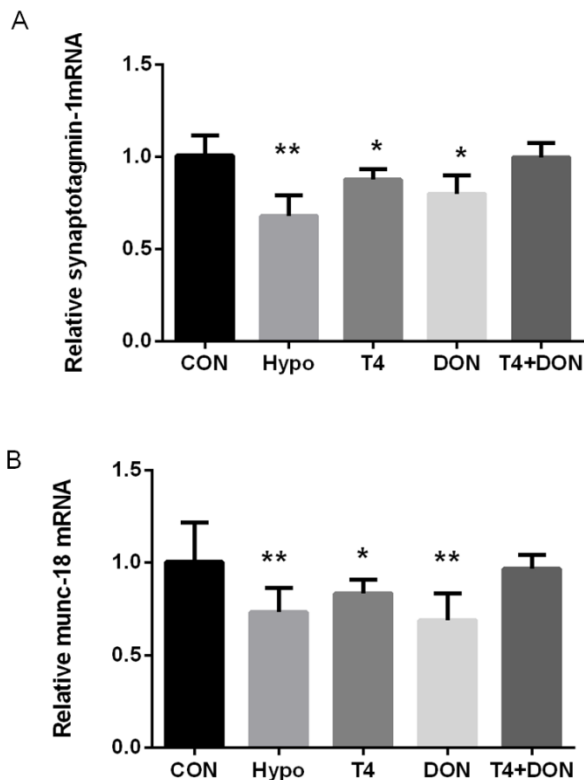 A
Relative synaptotagmin-1mRNA
1.5
1.0
0.5
0.0
** * *
CON Hypo T4 DON T4+DON
B
Relative munc-18 mRNA
1.5
1.0
0.5
0.0
** * **
CON Hypo T4 DON T4+DON